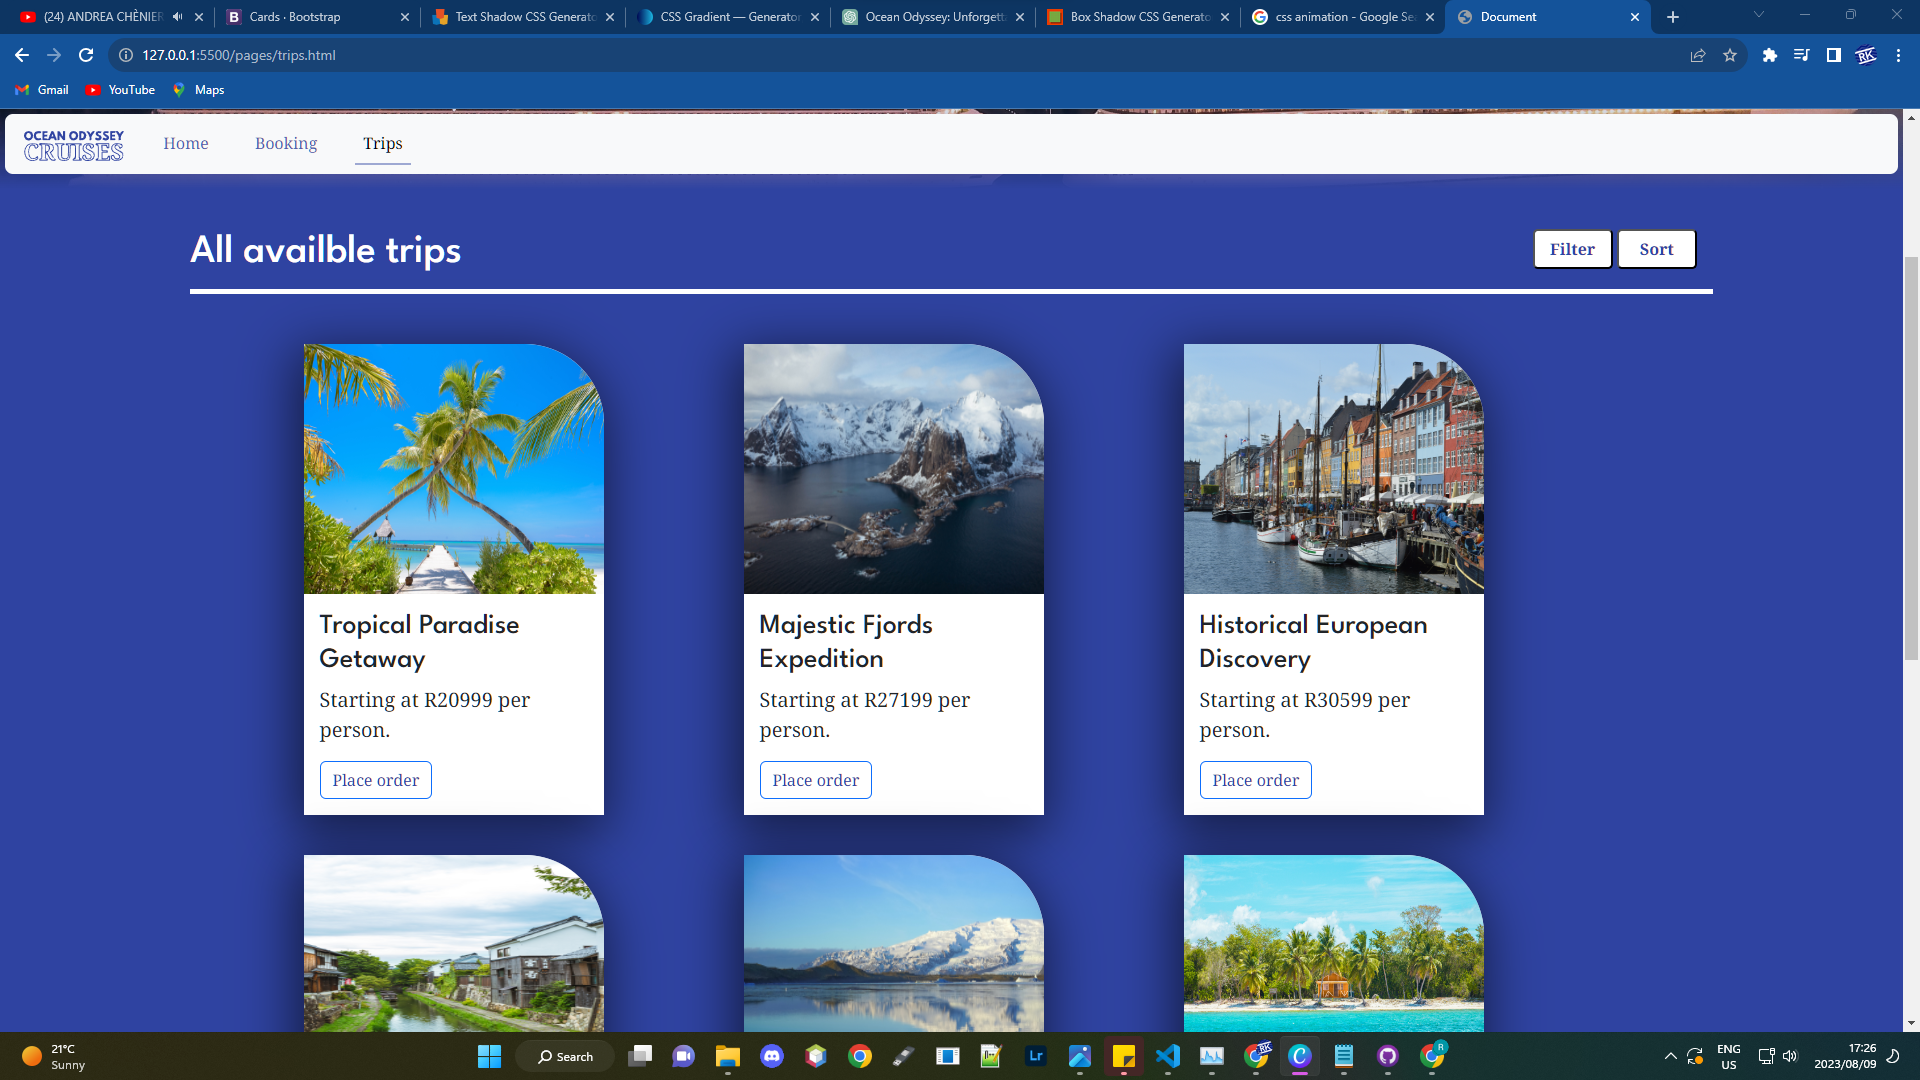 (24) ANDREA CHÈNIER
Cards · Bootstrap
Text Shadow CSS Generato
CSS Gradient — Generator
Ocean Odyssey: Unforgett
Box Shadow CSS Generato
css animation - Google Se
Document
127.0.0.1:5500/pages/trips.html
Gmail
YouTube
Maps
OCEAN ODYSSEY
CRUISES
Home
Booking
Trips
All availble trips
Filter
Sort
Tropical Paradise
Getaway
Starting at R20999 per
person.
Place order
Majestic Fjords
Expedition
Starting at R27199 per
person.
Place order
Historical European
Discovery
Starting at R30599 per
person.
Place order
21°C
Sunny
Search
Lr
RK
R
ENG
US
17:26
2023/08/09